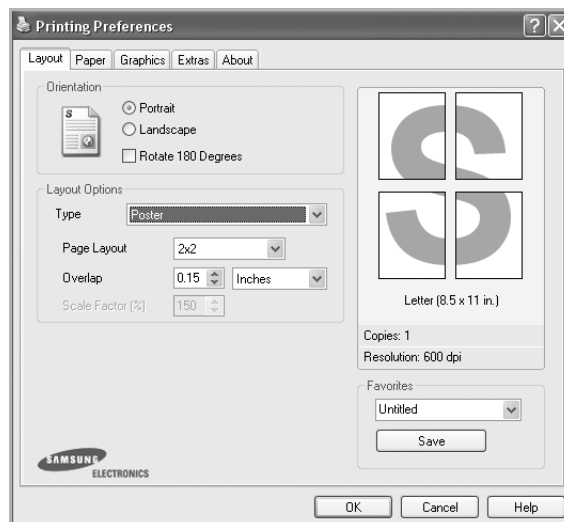 Printing Preferences
Layout Paper Graphics Extras About
Orientation
S
Portrait
Landscape
Rotate 180 Degrees
Layout Options
Type Poster
Page Layout 2x2
Overlap 0.15 Inches
Scale Factor (%) 150
S
Letter (8.5 x 11 in.)
Copies: 1
Resolution: 600 dpi
Favorites
Untitled
Save
SAMSUNG
ELECTRONICS
OK Cancel Help